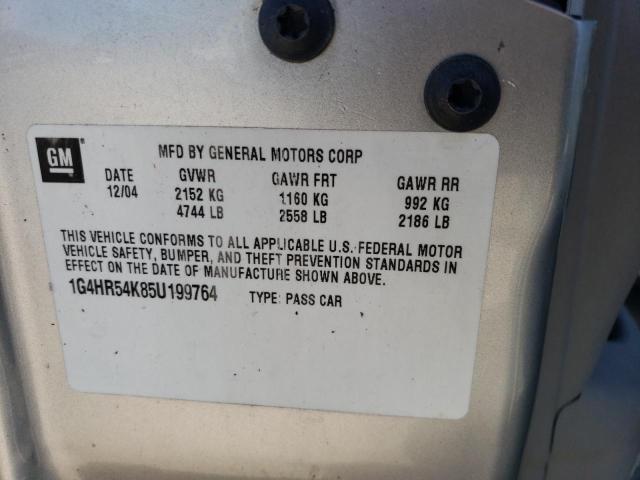 GM
MFD BY GENERAL MOTORS CORP
DATE GVWR GAWR FRT GAWR RR
12/04 2152 KG 1160 KG 992 KG
4744 LB 2558 LB 2186 LB
THIS VEHICLE CONFORMS TO ALL APPLICABLE U.S. FEDERAL MOTOR
VEHICLE SAFETY, BUMPER, AND THEFT PREVENTION STANDARDS IN
EFFECT ON THE DATE OF MANUFACTURE SHOWN ABOVE.
1G4HR54K85U199764 TYPE: PASS CAR